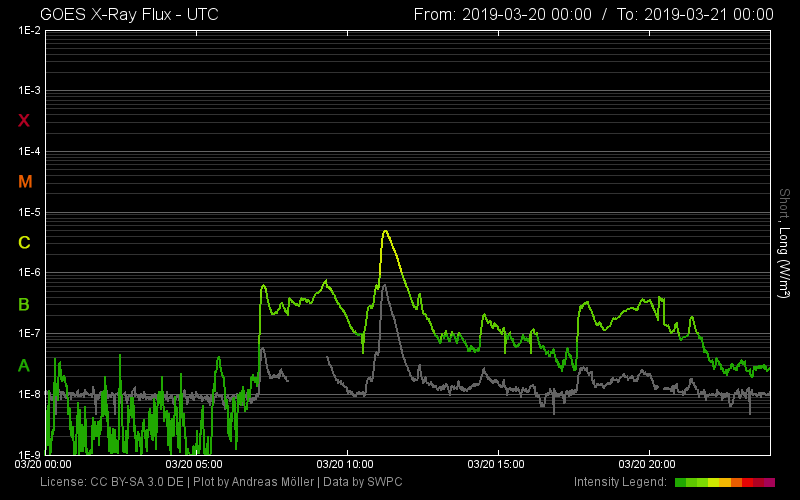 GOES X-Ray Flux - UTC
From: 2019-03-20 00:00 / To: 2019-03-21 00:00
1E-2
1E-3
X
1E-4
M
1E-5
C
1E-6
B
1E-7
A
1E-8
1E-9
Short, Long (W/m²)
03/20 00:00
03/20 05:00
03/20 10:00
03/20 15:00
03/20 20:00
License: CC BY-SA 3.0 DE | Plot by Andreas Möller | Data by SWPC
Intensity Legend: